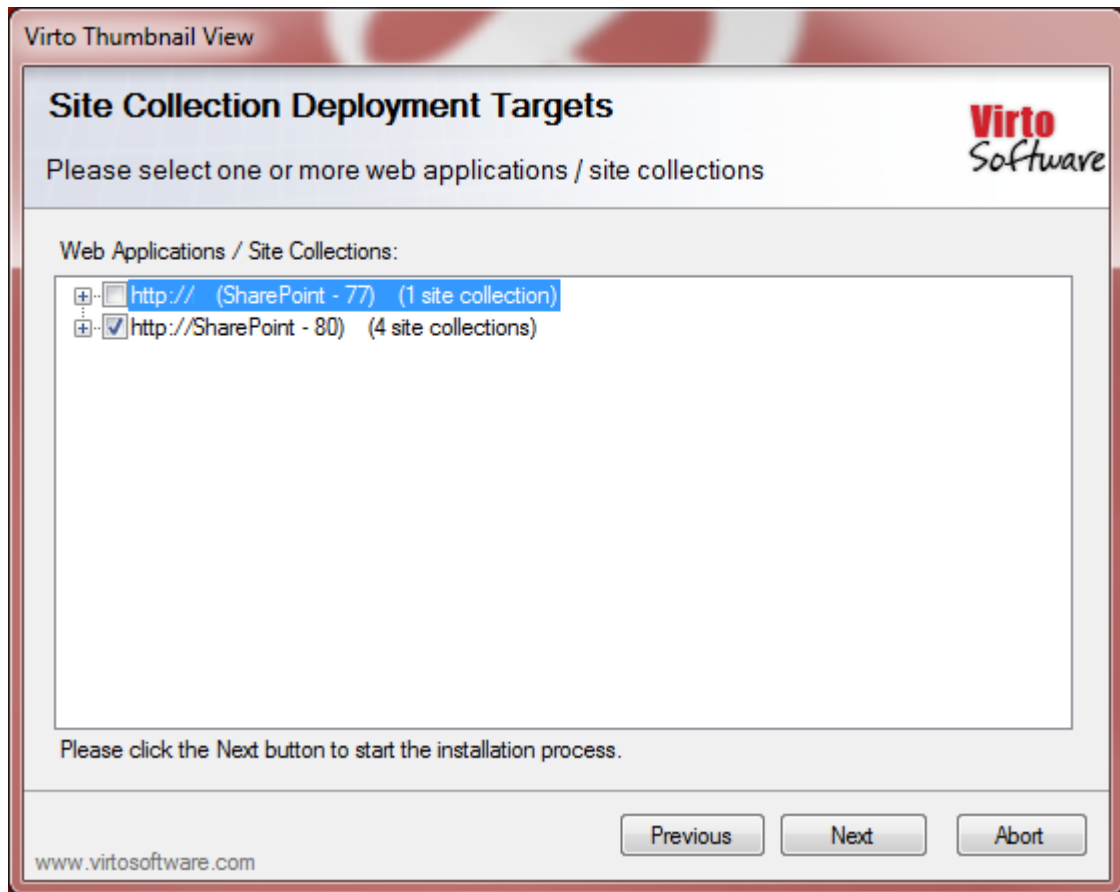 Virto Thumbnail View
Site Collection Deployment Targets
Please select one or more web applications / site collections
Virto
Software
Web Applications / Site Collections:
http://   (SharePoint - 77)   (1 site collection)
http://SharePoint - 80)   (4 site collections)
Please click the Next button to start the installation process.
Previous Next Abort
www.virtosoftware.com